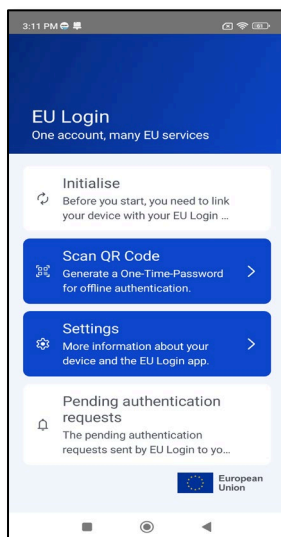 3:11 PM
EU Login
One account, many EU services
Initialise
Before you start, you need to link
your device with your EU Login ...
Scan QR Code
Generate a One-Time-Password
for offline authentication.
Settings
More information about your
device and the EU Login app.
Pending authentication
requests
The pending authentication
requests sent by EU Login to yo...
European
Union